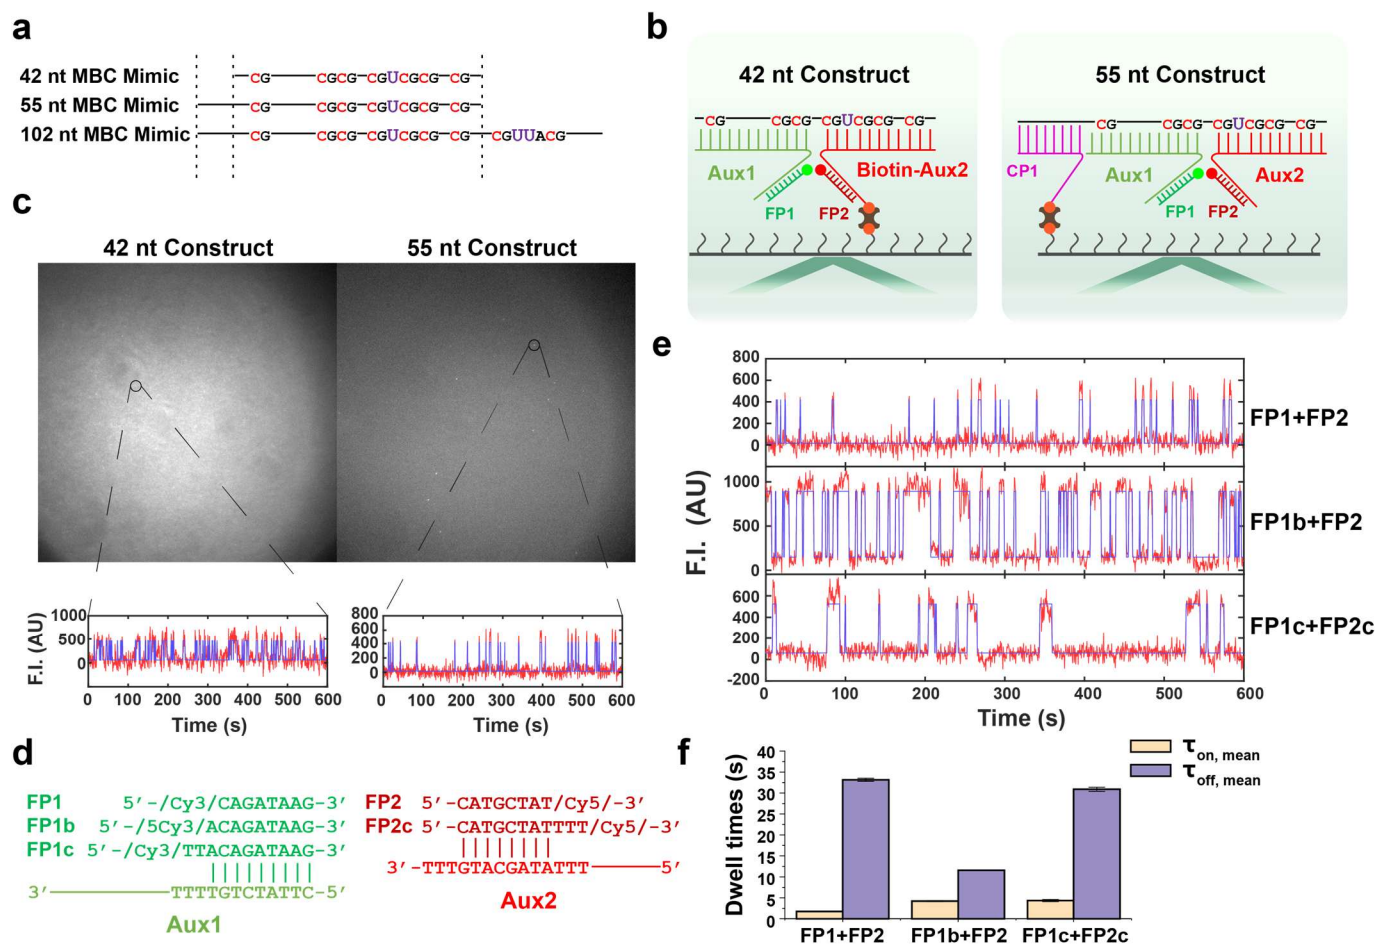 a
42 nt MBC Mimic CG CGCG CGUCGCG CG
55 nt MBC Mimic CG CGCG CGUCGCG CG
102 nt MBC Mimic CG CGCG CGUCGCG CG CGUUACG
b
42 nt Construct
CG CGCG CGUCGCG CG
Aux1 Biotin-Aux2
FP1 FP2
55 nt Construct
CG CGCG CGUCGCG CG
CP1 Aux1 Aux2
FP1 FP2
c
42 nt Construct 55 nt Construct
F.I. (AU)
1000
500
0
0 100 200 300 400 500 600
Time (s)
800
600
400
200
0
0 100 200 300 400 500 600
Time (s)
d
FP1 5′-/Cy3/CAGATAAG-3′
FP1b 5′-/5Cy3/ACAGATAAG-3′
FP1c 5′-/Cy3/TTACAGATAAG-3′
3′ TTTTGTCTATTC-5′
Aux1
FP2 5′-CATGCTAT/Cy5/-3′
FP2c 5′-CATGCTATTTT/Cy5/-3′
3′-TTTGTACGATATTT 5′
Aux2
e
F.I. (AU)
800
600
400
200
0
FP1+FP2
1000
500
0
FP1b+FP2
600
400
200
0
-200
FP1c+FP2c
0 100 200 300 400 500 600
Time (s)
f
τon, mean
τoff, mean
Dwell times (s)
40
35
30
25
20
15
10
5
0
FP1+FP2 FP1b+FP2 FP1c+FP2c